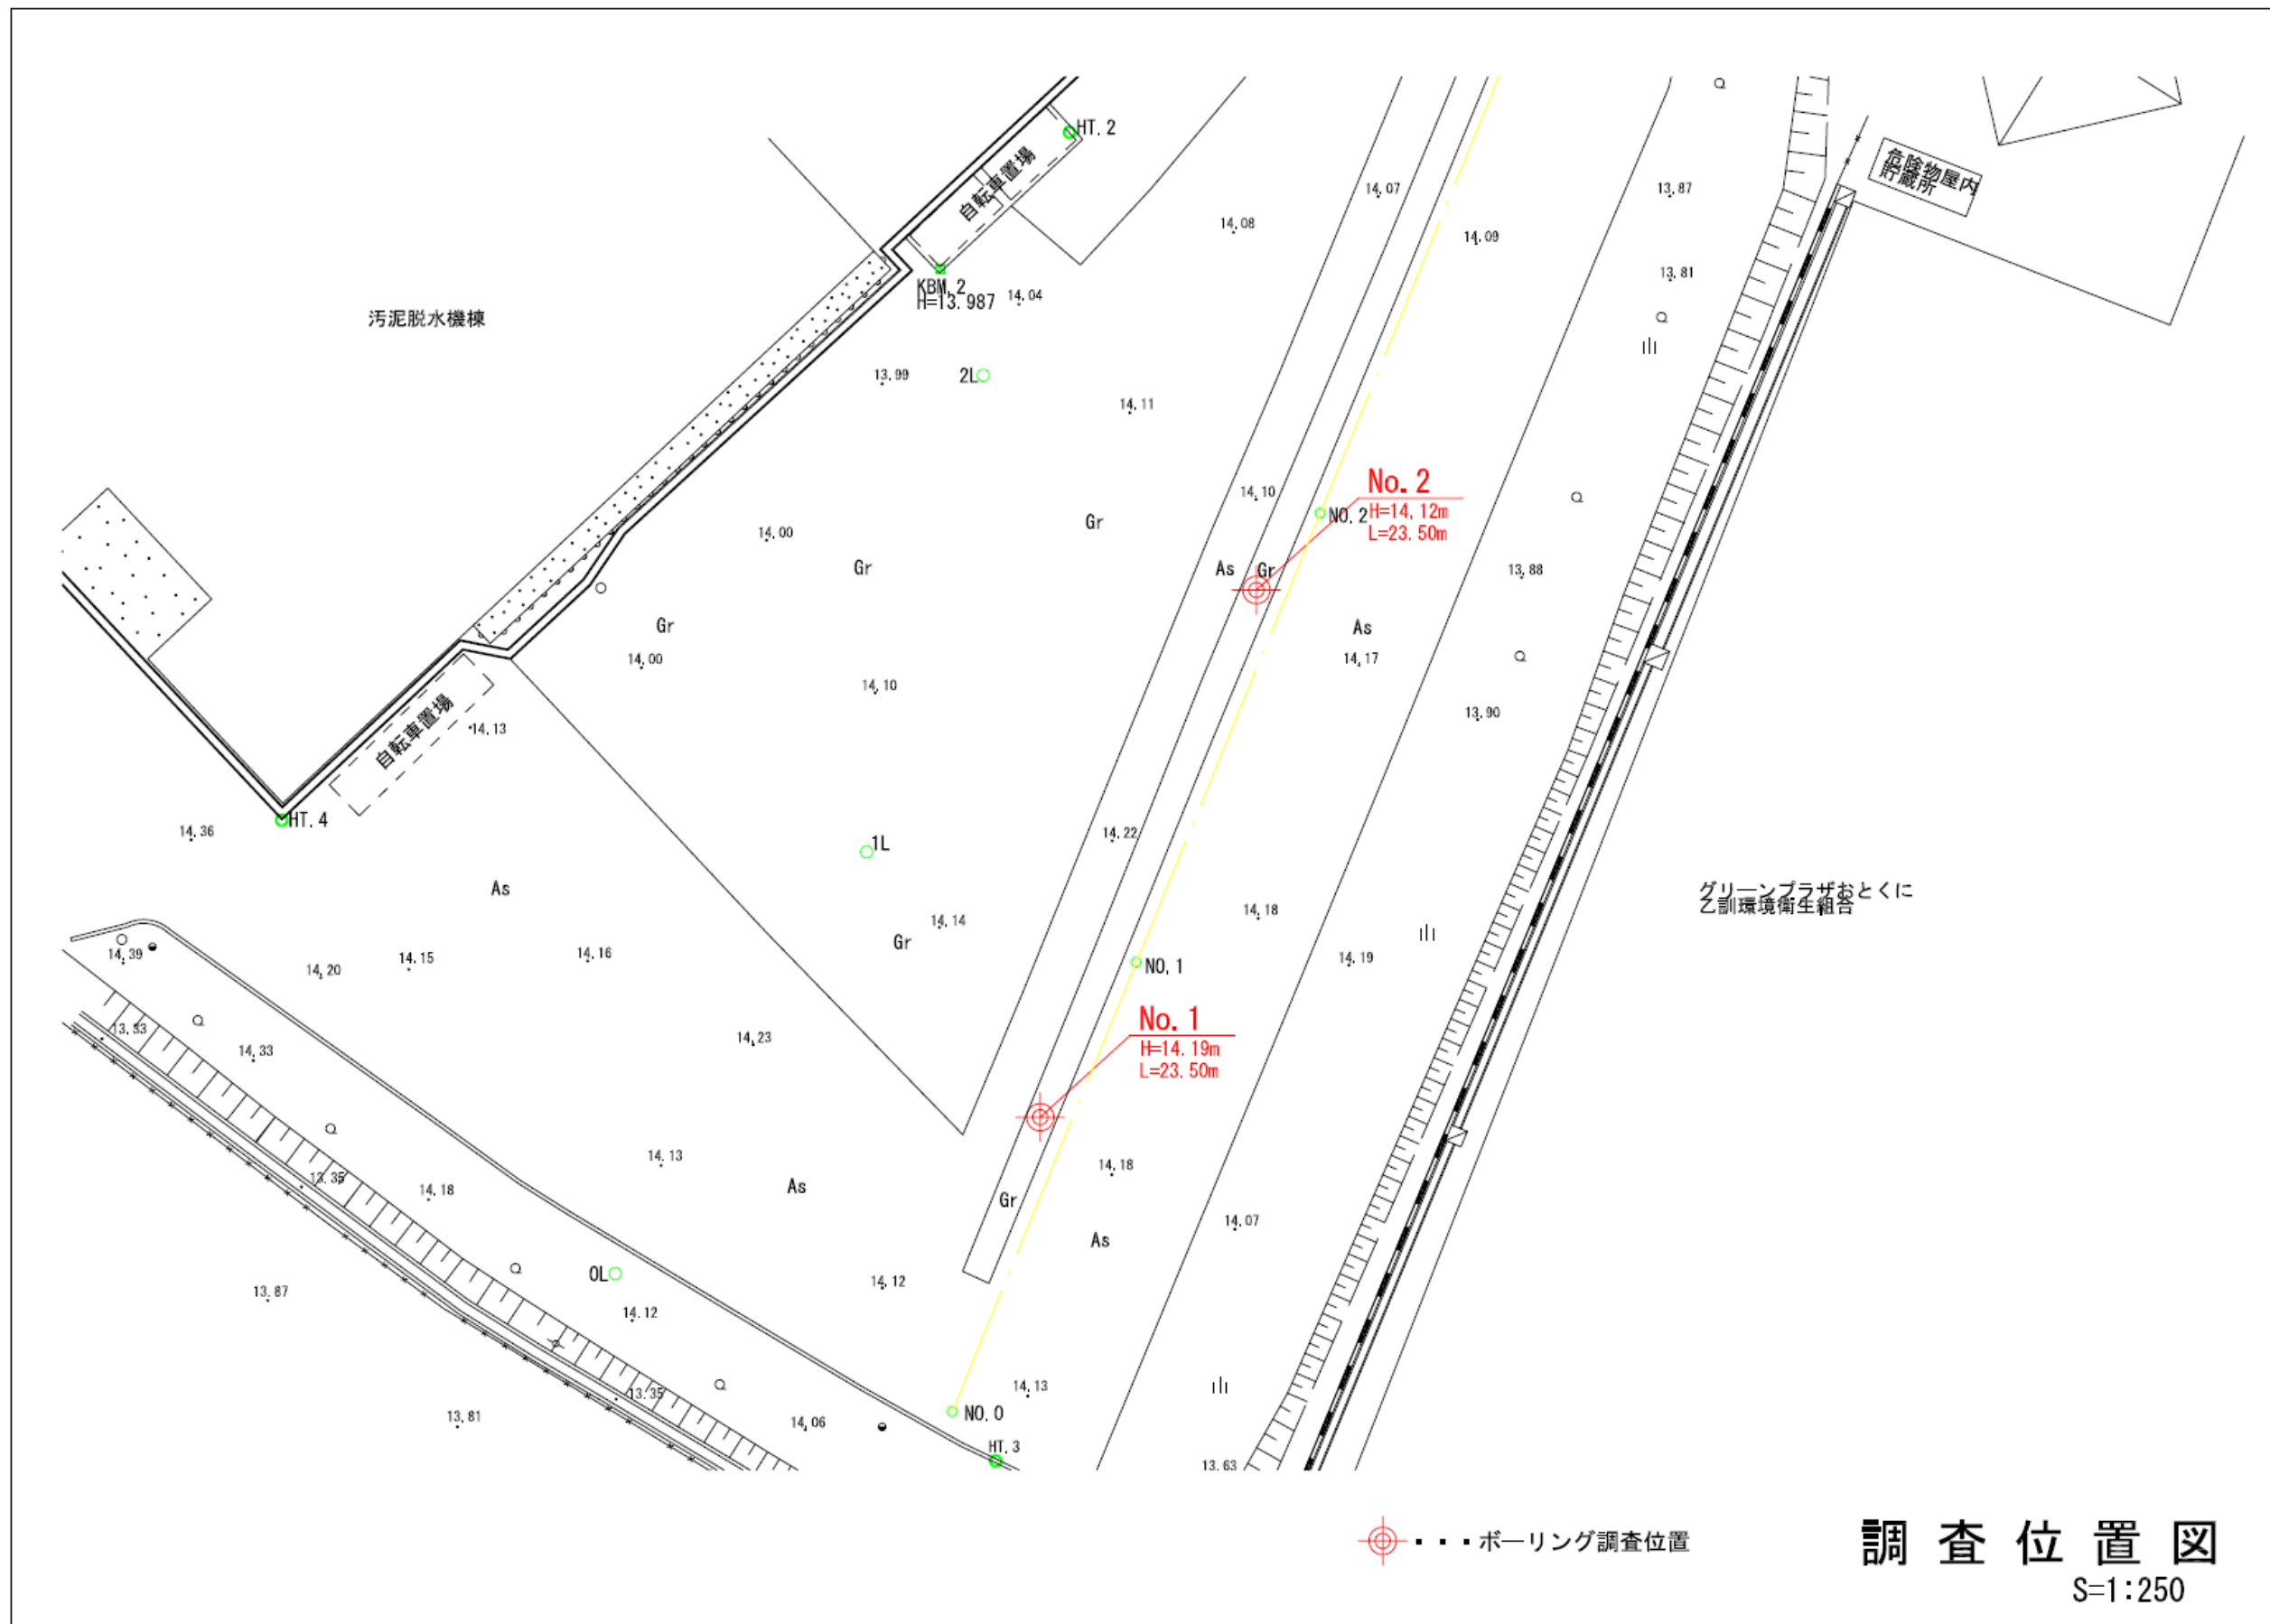 HT. 2
自転車置場
危険物屋内
貯蔵所
14.07
13.87
14.08
14.09
13.81
KBM. 2
H=13.987
14.04
汚泥脱水機棟
13.99
2L
14.11
No. 2
H=14.12m
L=23.50m
14.10
NO. 2
Gr
14.00
Gr
As
Gr
13.88
Gr
As
14.00
14.17
14.10
13.90
自転車置場
14.13
HT. 4
14.36
14.22
1L
As
グリーンプラザおとくに
乙訓環境衛生組合
14.18
14.14
Gr
14.39
14.20
14.15
14.16
14.19
NO. 1
No. 1
H=14.19m
L=23.50m
13.33
14.33
14.23
14.13
14.18
13.35
14.18
As
Gr
14.07
As
0L
14.12
13.87
14.12
13.35
14.13
13.81
14.06
NO. 0
HT. 3
13.63
・・・ボーリング調査位置
調査位置図
S=1:250